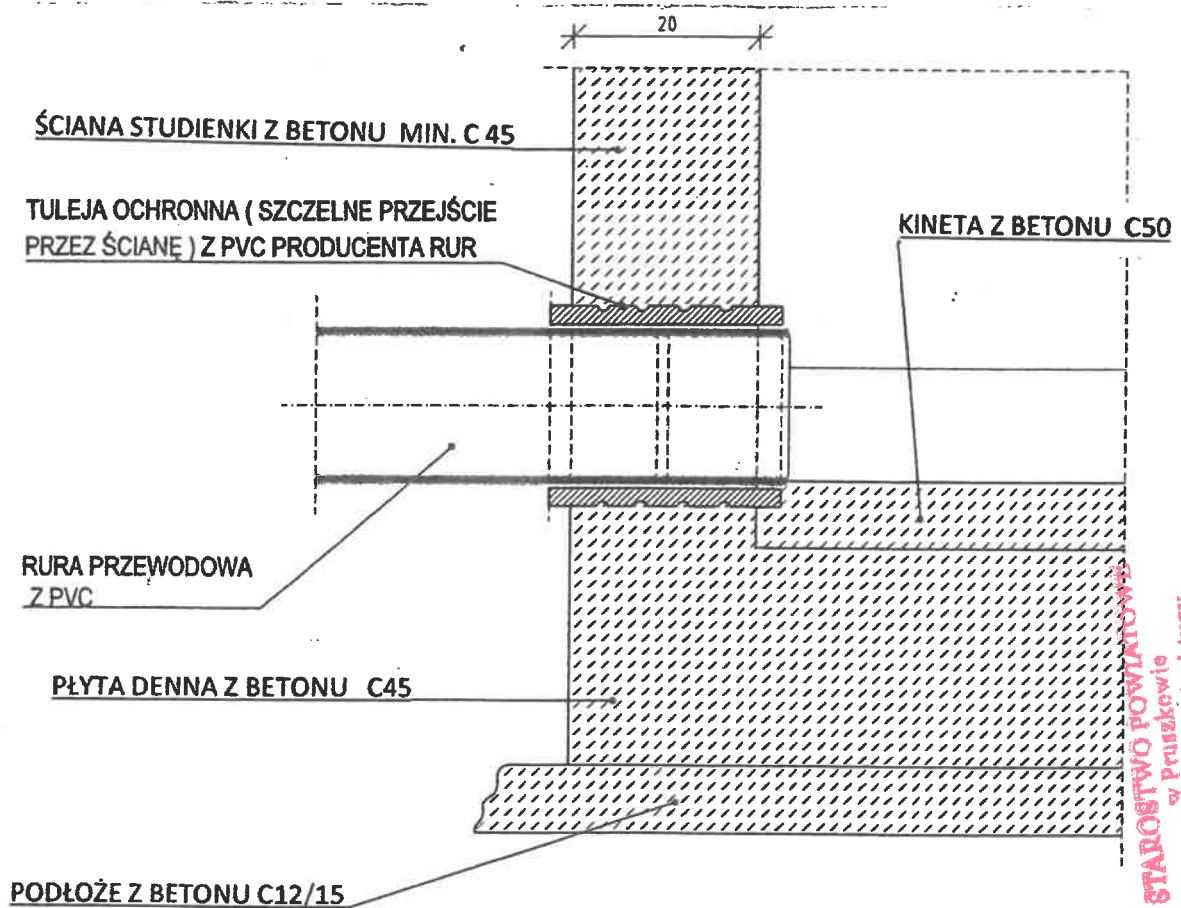 20
ŚCIANA STUDIENKI Z BETONU MIN. C 45
TULEJA OCHRONNA ( SZCZELNE PRZEJŚCIE
PRZEZ ŚCIANĘ ) Z PVC PRODUCENTA RUR
KINETA Z BETONU C50
RURA PRZEWODOWA
Z PVC
PŁYTA DENNA Z BETONU C45
PODŁOŻE Z BETONU C12/15
STAROSTWO POWIATOWE
w Pruszkowie